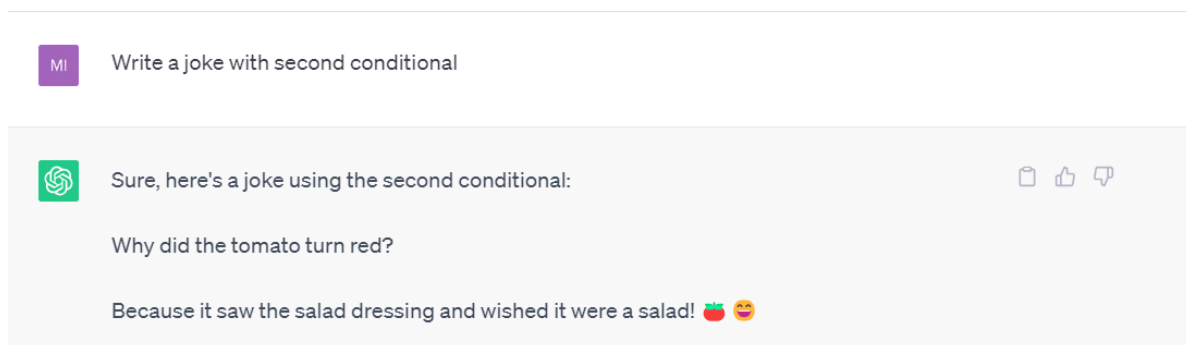 MI
Write a joke with second conditional
Sure, here's a joke using the second conditional:
Why did the tomato turn red?
Because it saw the salad dressing and wished it were a salad! 🍅 😄